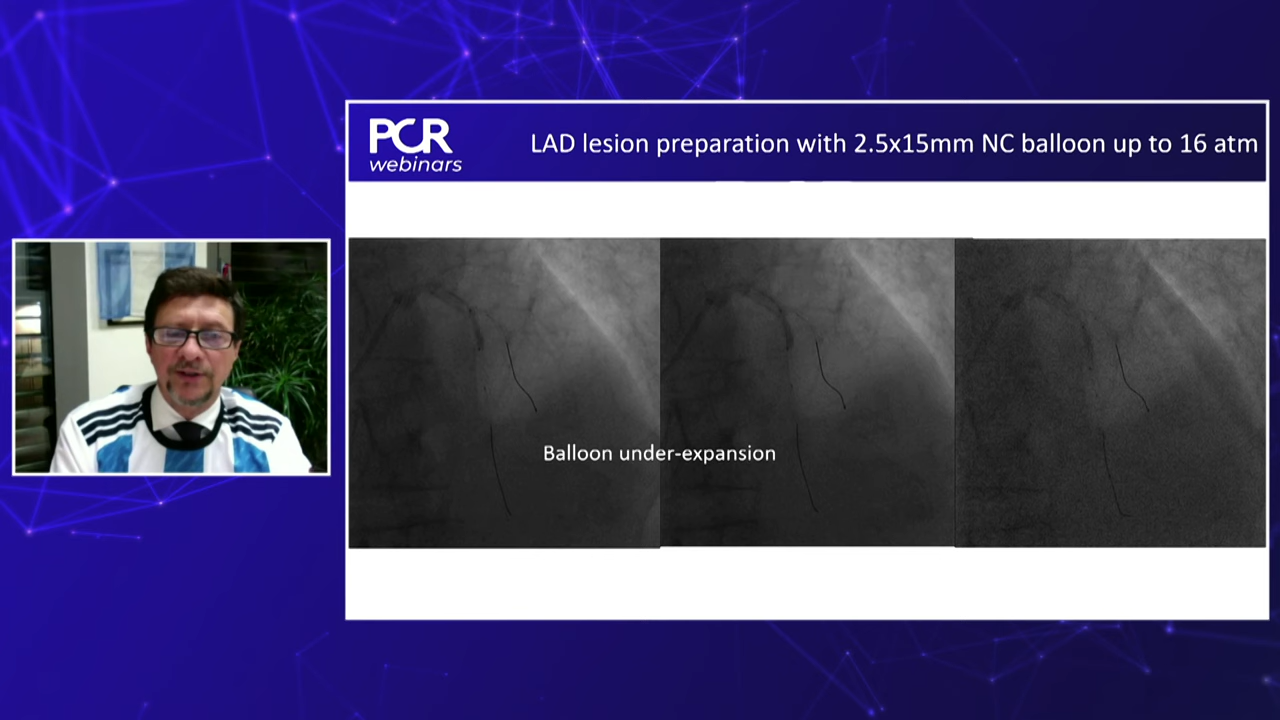 PCR
webinars
LAD lesion preparation with 2.5x15mm NC balloon up to 16 atm
Balloon under-expansion